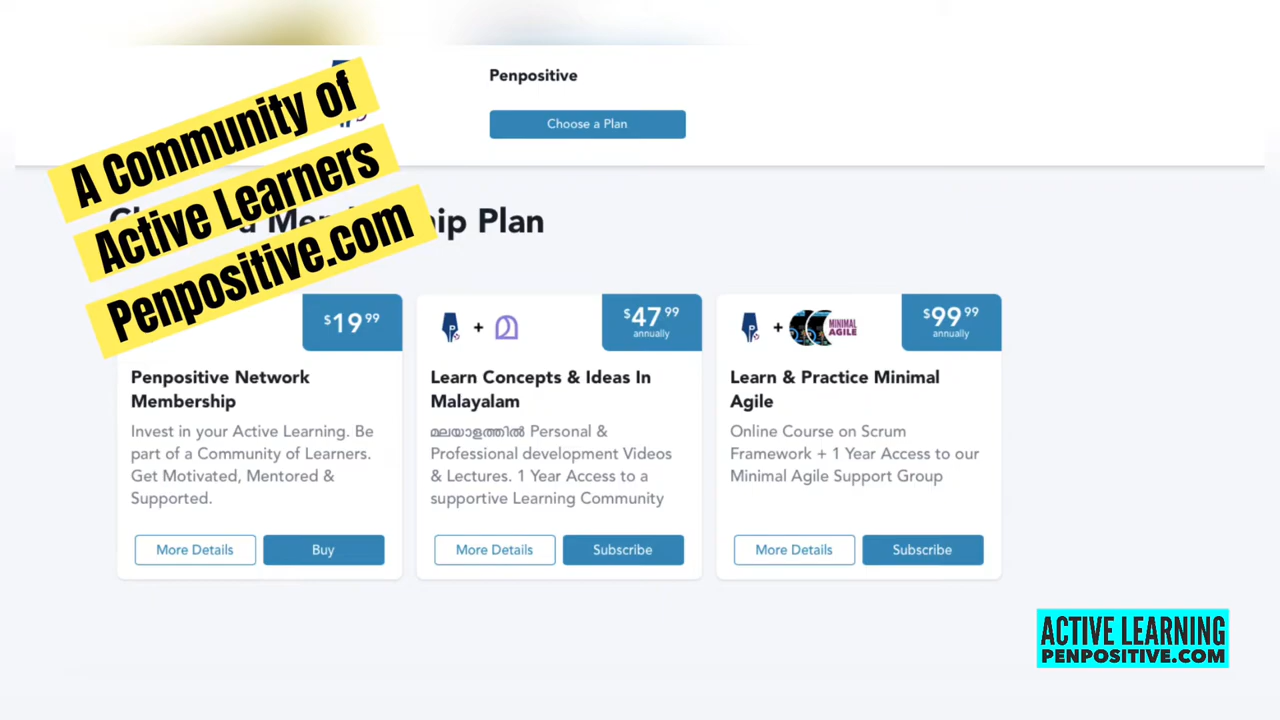 A Community of
Active Learners
Penpositive.com
Penpositive
Choose a Plan
Membership Plan
$19 99
Penpositive Network
Membership
Invest in your Active Learning. Be
part of a Community of Learners.
Get Motivated, Mentored &
Supported.
More Details
Buy
P
+
$47 99
annually
Learn Concepts & Ideas In
Malayalam
മലയാളത്തിൽ Personal &
Professional development Videos
& Lectures. 1 Year Access to a
supportive Learning Community
More Details
Subscribe
P
+
MINIMAL
AGILE
$99 99
annually
Learn & Practice Minimal
Agile
Online Course on Scrum
Framework + 1 Year Access to our
Minimal Agile Support Group
More Details
Subscribe
ACTIVE LEARNING
PENPOSITIVE.COM